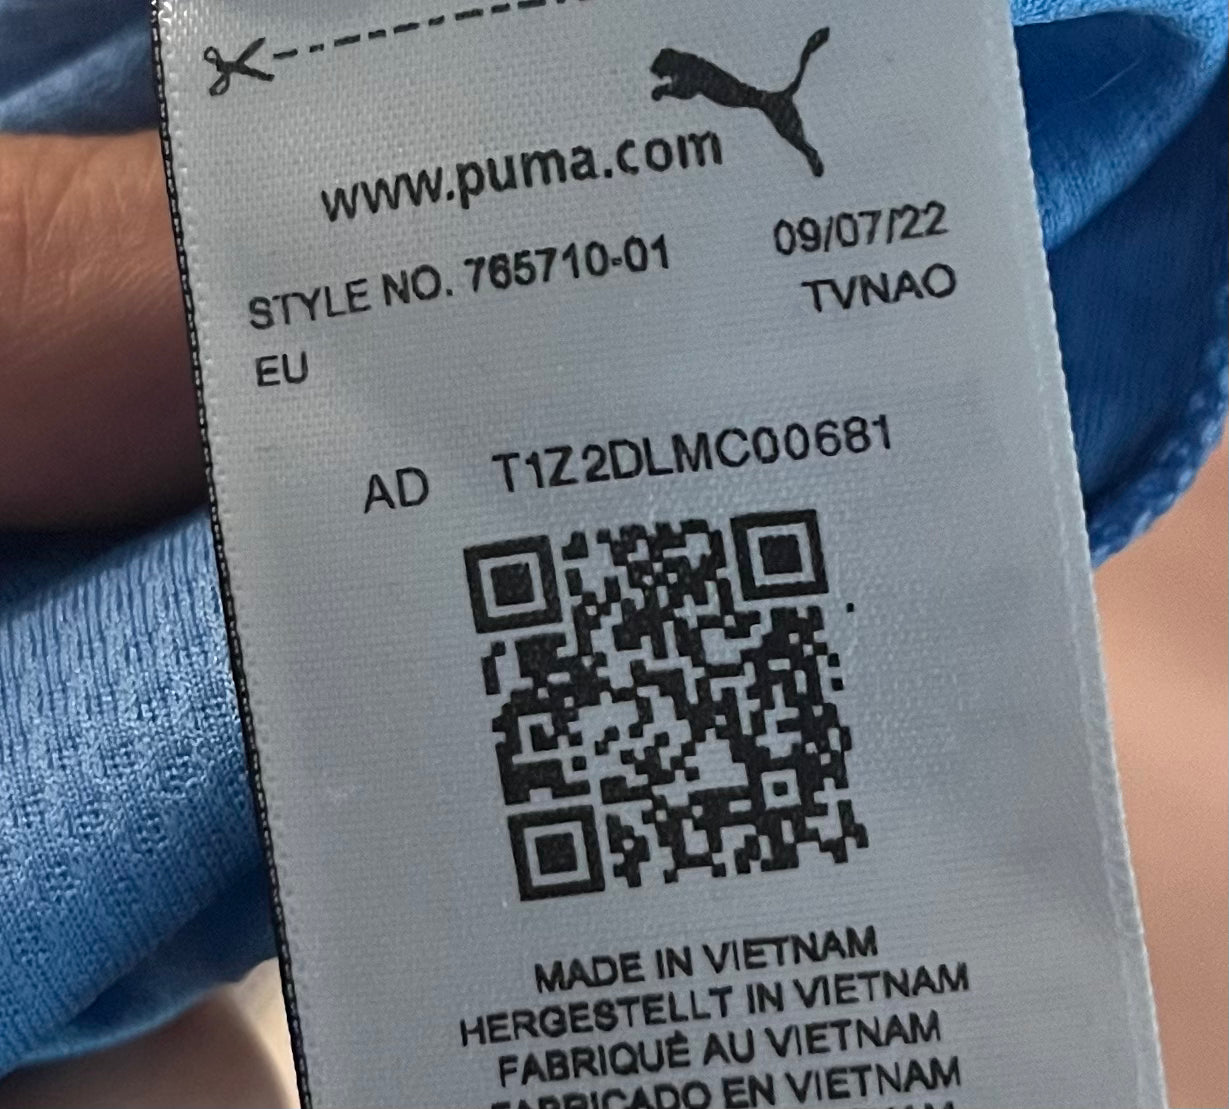 www.puma.com
STYLE NO. 765710-01 09/07/22
EU TVNAO
AD T1Z2DLMC00681
MADE IN VIETNAM
HERGESTELLT IN VIETNAM
FABRIQUÉ AU VIETNAM
FABRICADO EN VIETNAM